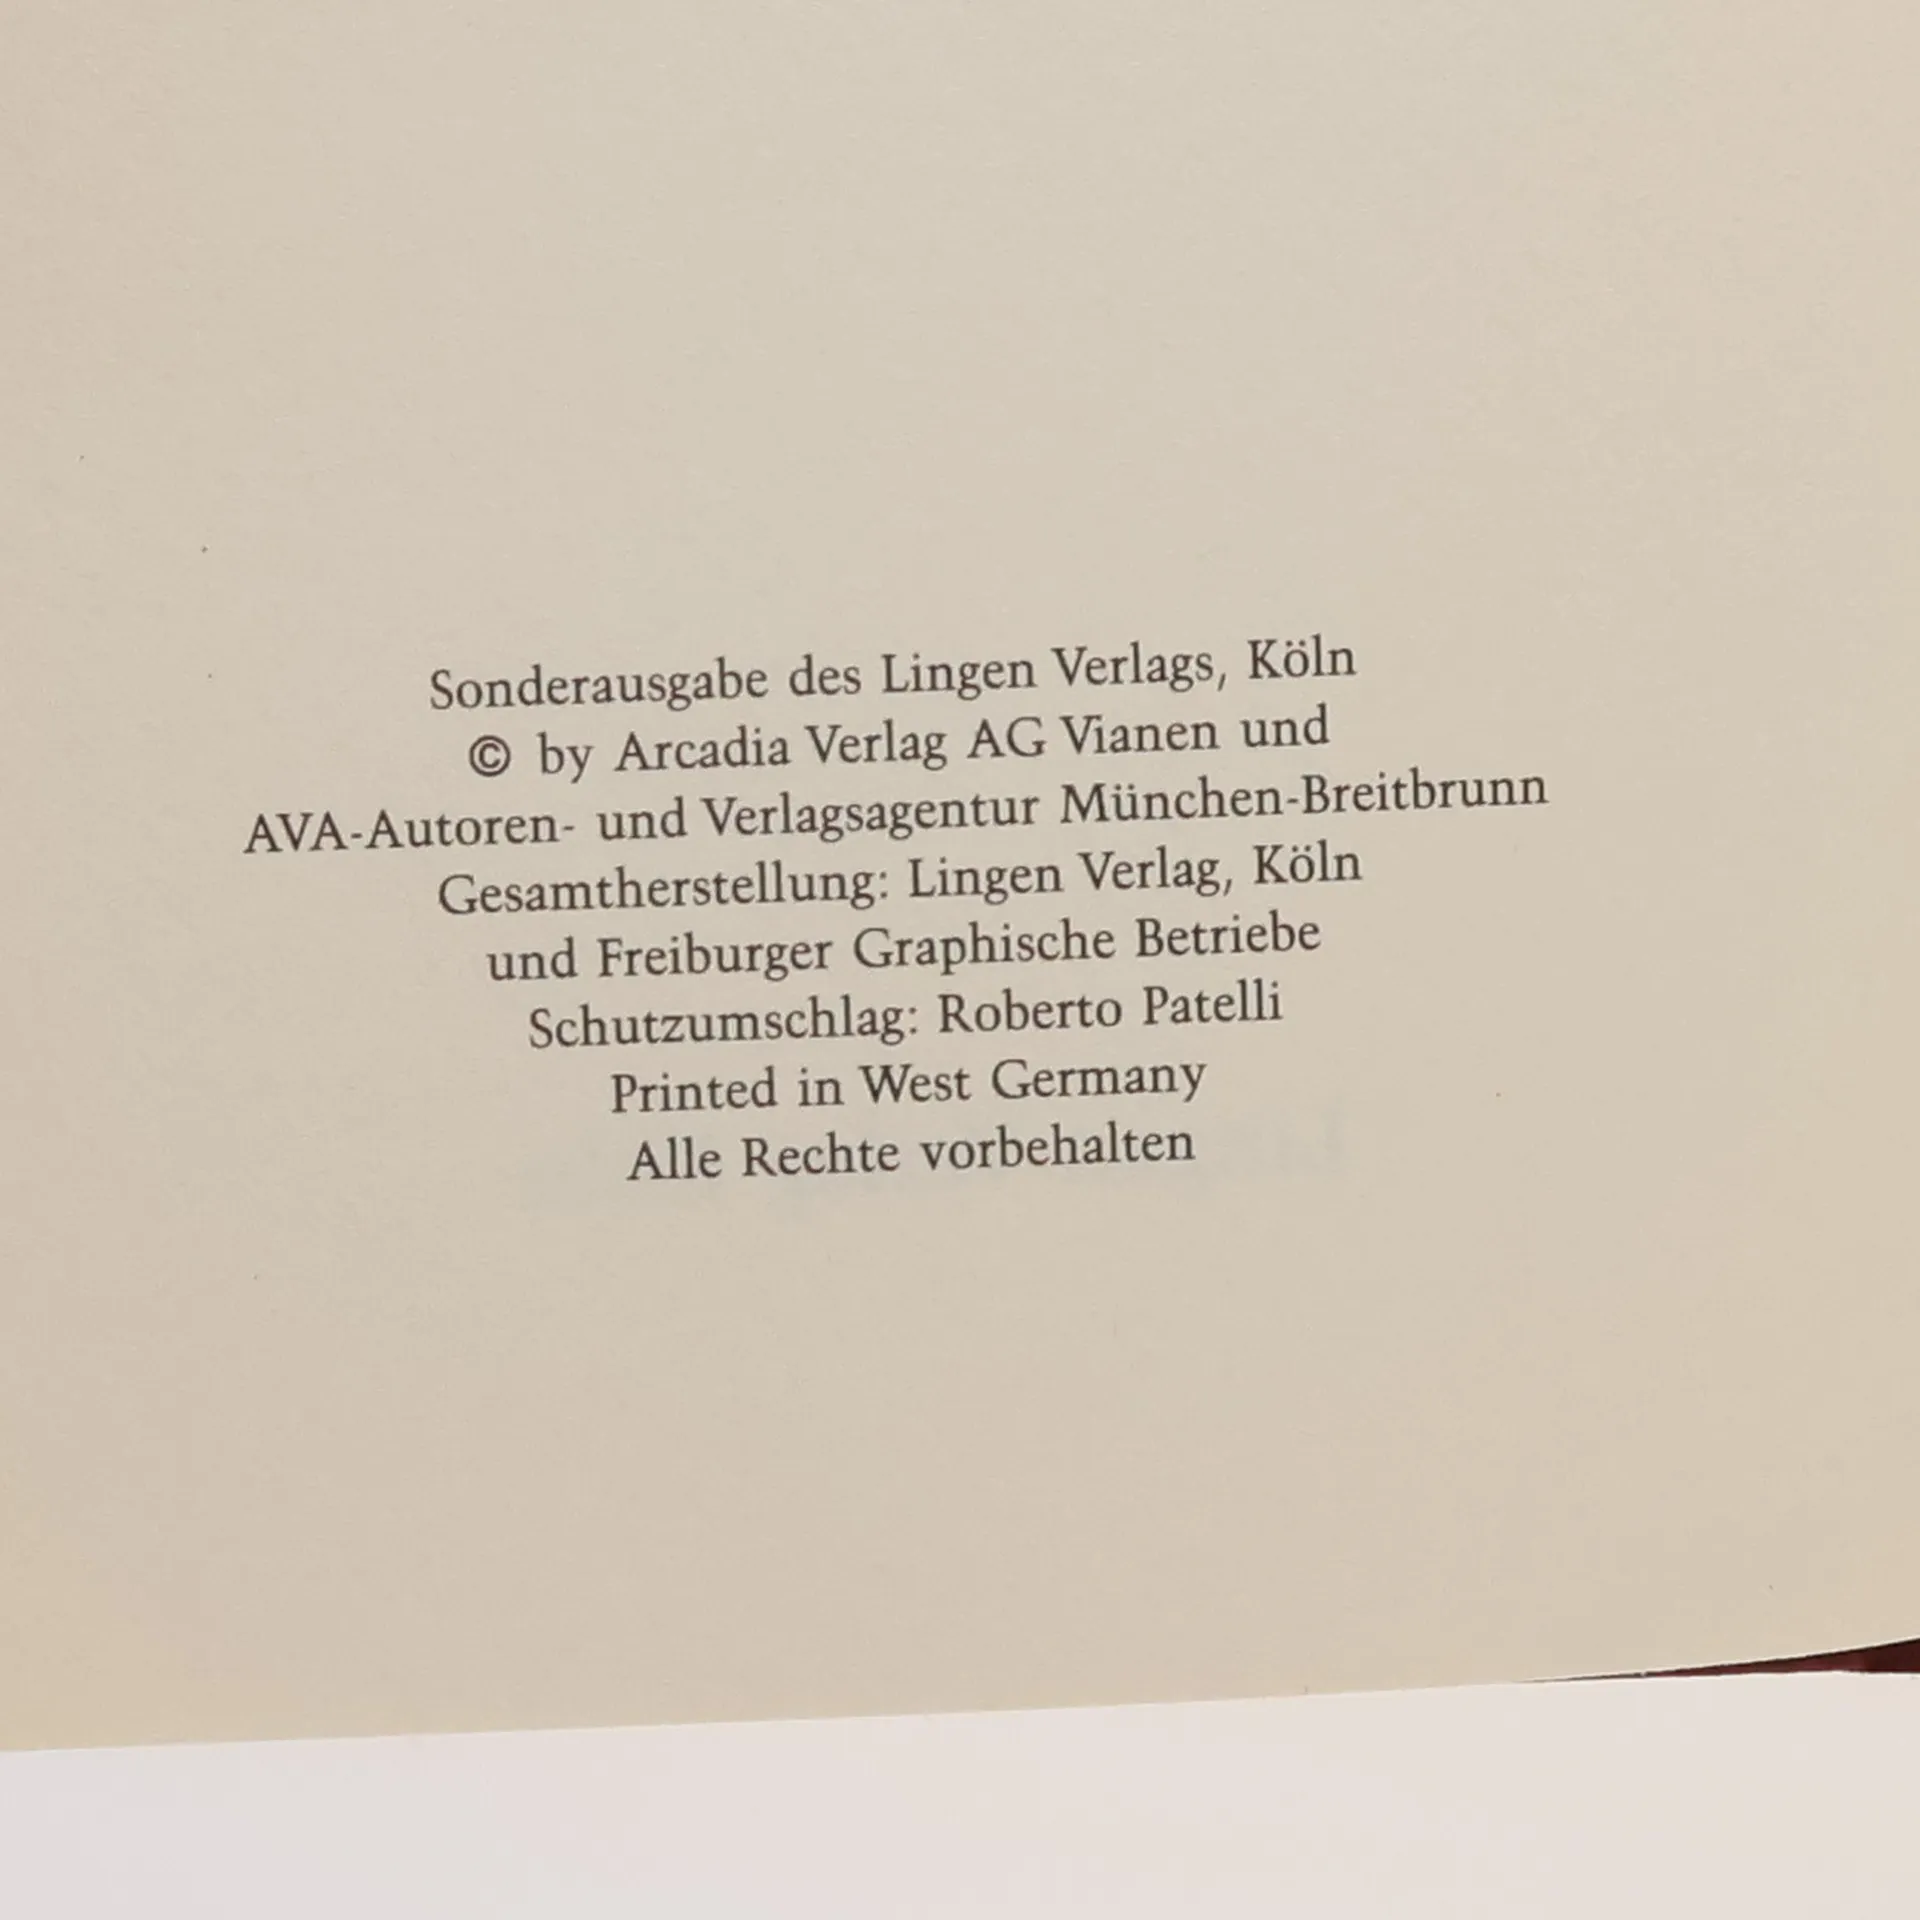 Sonderausgabe des Lingen Verlags, Köln
© by Arcadia Verlag AG Vianen und
AVA-Autoren- und Verlagsagentur München-Breitbrunn
Gesamtherstellung: Lingen Verlag, Köln
und Freiburger Graphische Betriebe
Schutzumschlag: Roberto Patelli
Printed in West Germany
Alle Rechte vorbehalten